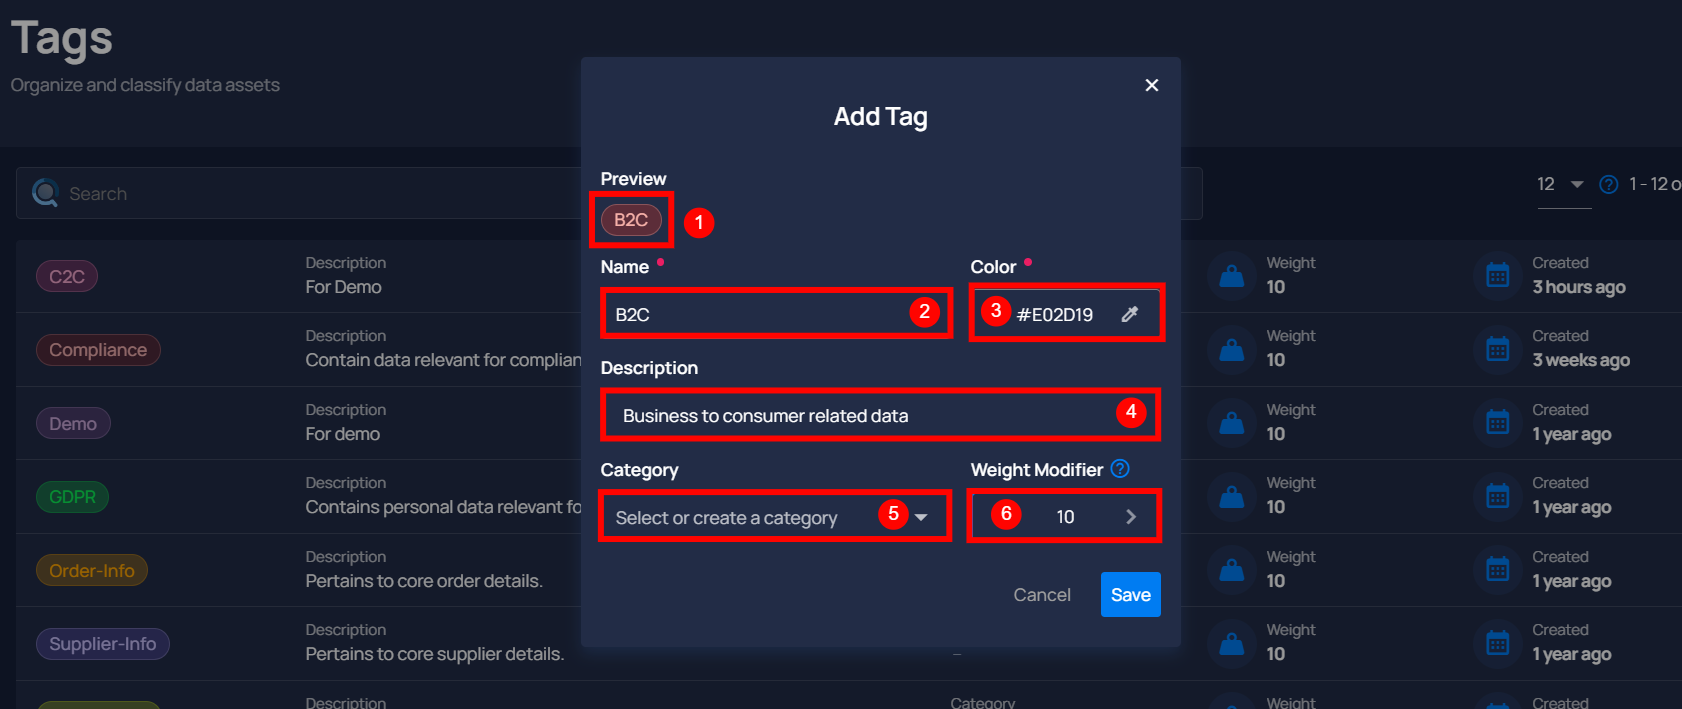 Tags
Organize and classify data assets
Add Tag
Preview
B2C
1
Name
Color
B2C
2
3
#E02D19
Description
Business to consumer related data
4
Category
Weight Modifier ?
Select or create a category
5
6
10
Cancel
Save
Search
12
? 1 - 12 o
C2C
Description
For Demo
Weight
10
Created
3 hours ago
Compliance
Description
Contain data relevant for complian
Weight
10
Created
3 weeks ago
Demo
Description
For demo
Weight
10
Created
1 year ago
GDPR
Description
Contains personal data relevant fo
Weight
10
Created
1 year ago
Order-Info
Description
Pertains to core order details.
Weight
10
Created
1 year ago
Supplier-Info
Description
Pertains to core supplier details.
–
Weight
10
Created
1 year ago
Description
Category
Weight
Created